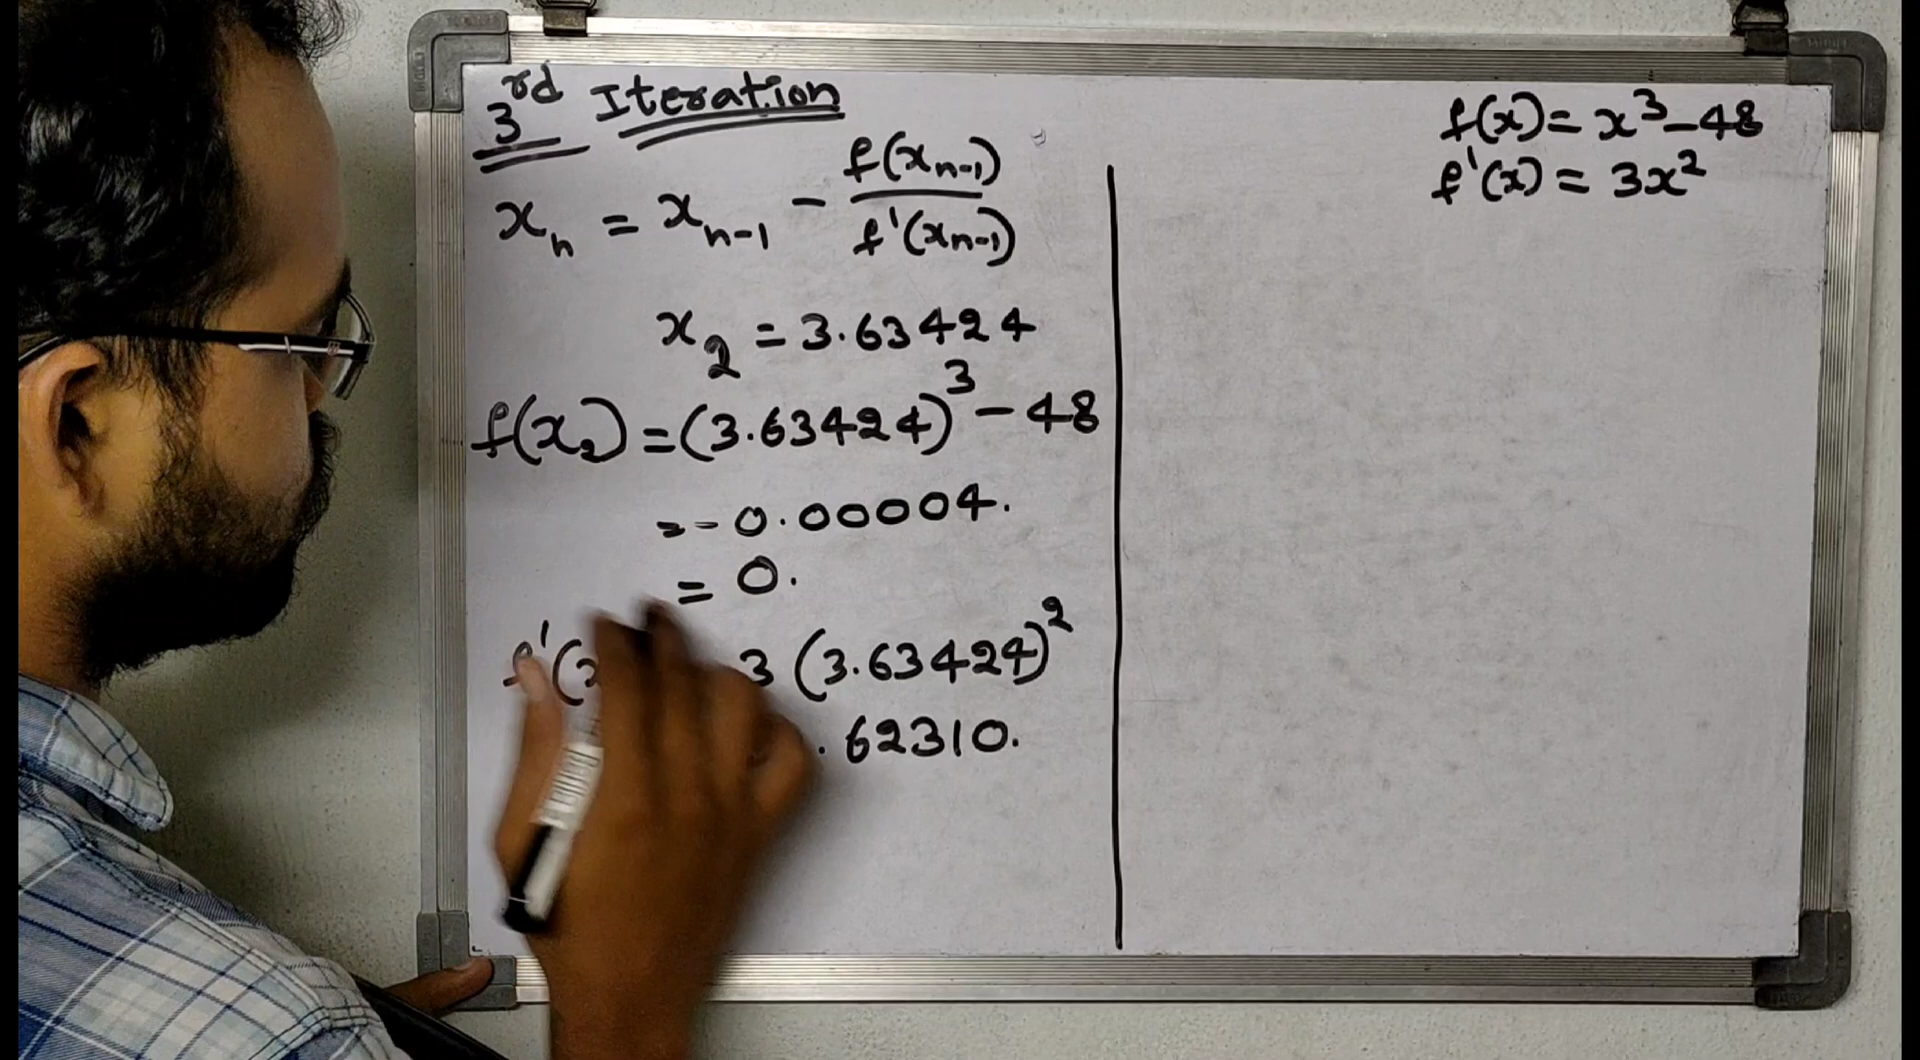 3rd Iteration
xₙ = xₙ₋₁ - f(xₙ₋₁) / f'(xₙ₋₁)
x₂ = 3.63424
f(x₂) = (3.63424)³ - 48
= - 0.00004.
= 0.
f'(x 3 (3.63424)²
.62310.
f(x) = x³ - 48
f'(x) = 3x²